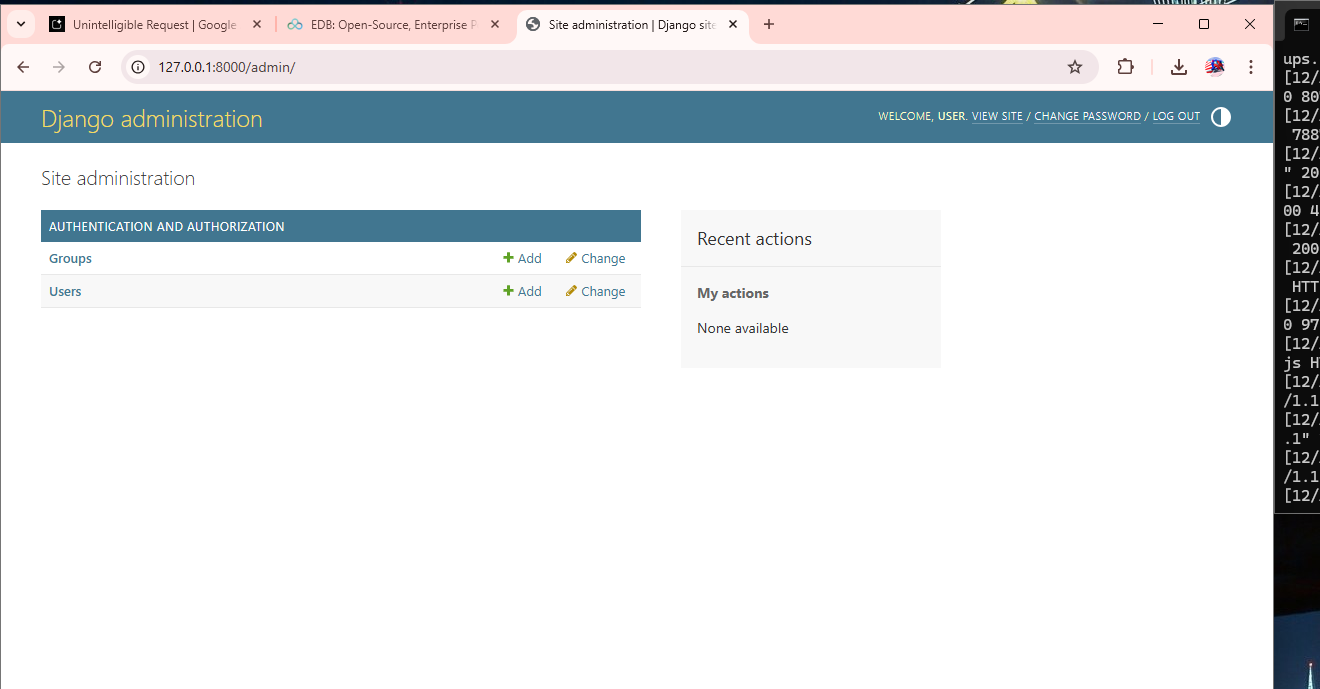 Unintelligible Request | Google
EDB: Open-Source, Enterprise P
Site administration | Django site
127.0.0.1:8000/admin/
Django administration
WELCOME, USER. VIEW SITE / CHANGE PASSWORD / LOG OUT
Site administration
AUTHENTICATION AND AUTHORIZATION
Groups
Add
Change
Users
Add
Change
Recent actions
My actions
None available
ups.
[12/
0 80
[12/
788
[12/
" 20
[12/
00 4
[12/
200
[12/
HTT
[12/
0 97
[12/
js H
[12/
/1.1
[12/
.1"
[12/
/1.1
[12/